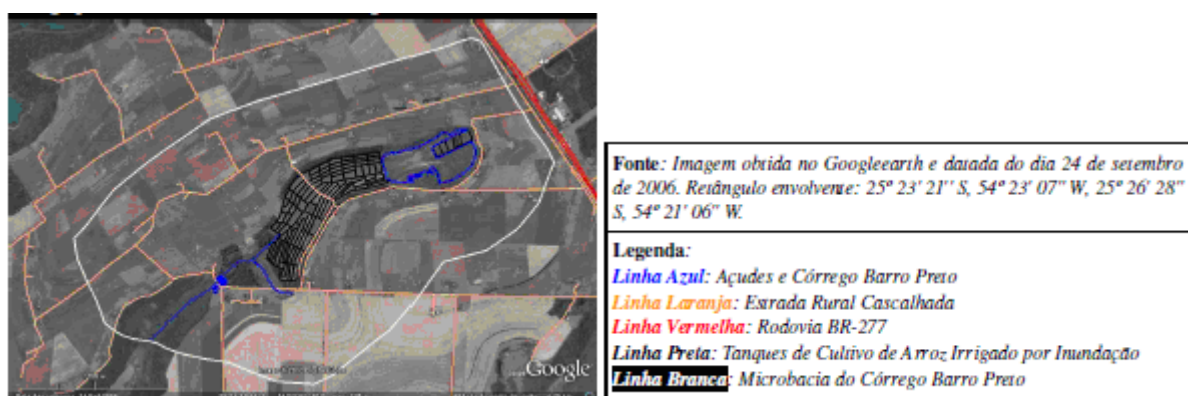 Google
Fonte: Imagem obtida no Googleearth e datada do dia 24 de setembro
de 2006. Retângulo envolvente: 25º 23' 21'' S, 54º 23' 07" W, 25º 26' 28"
S, 54º 21' 06" W.
Legenda:
Linha Azul: Açudes e Córrego Barro Preto
Linha Laranja: Estrada Rural Cascalhada
Linha Vermelha: Rodovia BR-277
Linha Preta: Tanques de Cultivo de Arroz Irrigado por Inundação
Linha Branca: Microbacia do Córrego Barro Preto